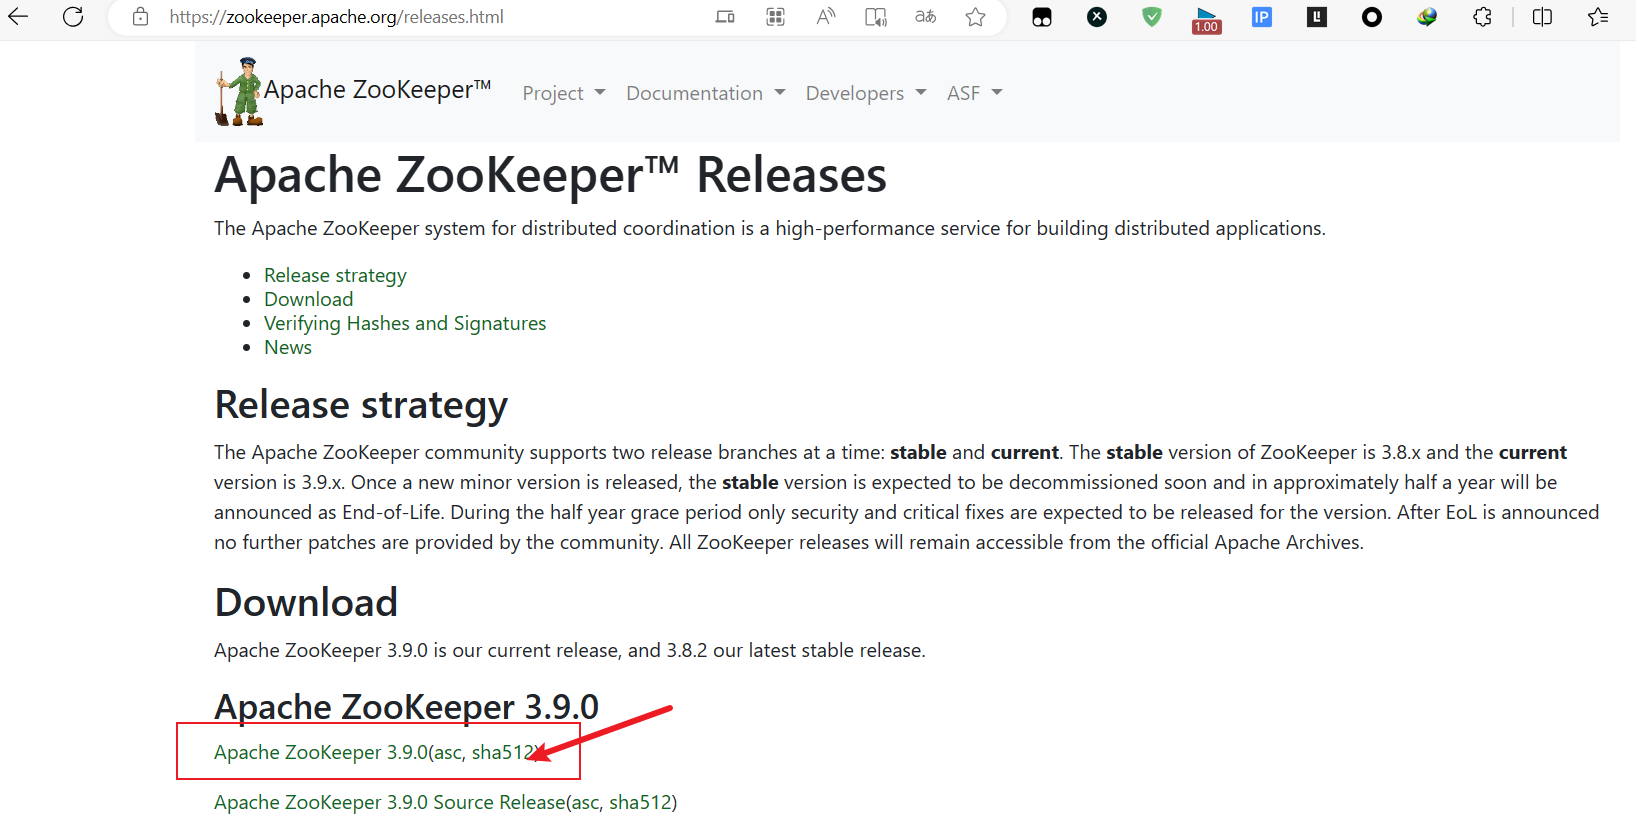 https://zookeeper.apache.org/releases.html
1.00
IP
Apache ZooKeeper™ Project Documentation Developers ASF
Apache ZooKeeper™ Releases
The Apache ZooKeeper system for distributed coordination is a high-performance service for building distributed applications.
Release strategy
Download
Verifying Hashes and Signatures
News
Release strategy
The Apache ZooKeeper community supports two release branches at a time: stable and current. The stable version of ZooKeeper is 3.8.x and the current
version is 3.9.x. Once a new minor version is released, the stable version is expected to be decommissioned soon and in approximately half a year will be
announced as End-of-Life. During the half year grace period only security and critical fixes are expected to be released for the version. After EoL is announced
no further patches are provided by the community. All ZooKeeper releases will remain accessible from the official Apache Archives.
Download
Apache ZooKeeper 3.9.0 is our current release, and 3.8.2 our latest stable release.
Apache ZooKeeper 3.9.0
Apache ZooKeeper 3.9.0(asc, sha512)
Apache ZooKeeper 3.9.0 Source Release(asc, sha512)